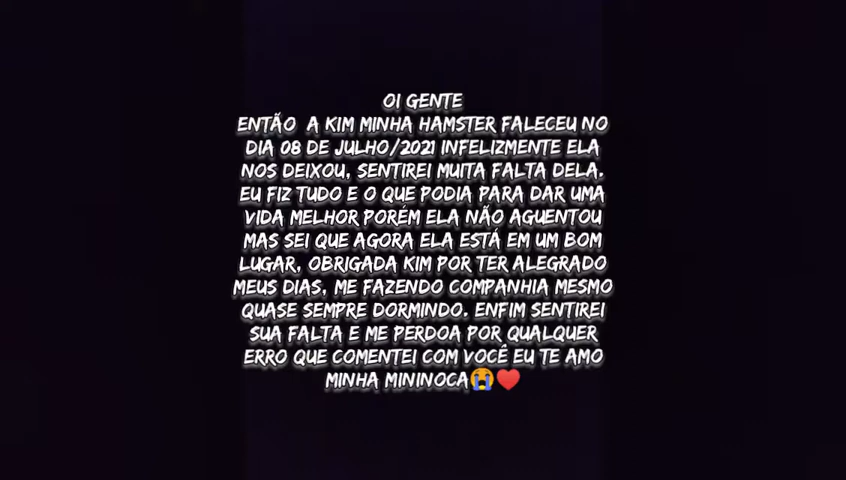 OI GENTE
ENTÃO A KIM MINHA HAMSTER FALECEU NO
DIA 08 DE JULHO/2021 INFELIZMENTE ELA
NOS DEIXOU, SENTIREI MUITA FALTA DELA.
EU FIZ TUDO E O QUE PODIA PARA DAR UMA
VIDA MELHOR PORÉM ELA NÃO AGUENTOU
MAS SEI QUE AGORA ELA ESTÁ EM UM BOM
LUGAR, OBRIGADA KIM POR TER ALEGRADO
MEUS DIAS, ME FAZENDO COMPANHIA MESMO
QUASE SEMPRE DORMINDO. ENFIM SENTIREI
SUA FALTA E ME PERDOA POR QUALQUER
ERRO QUE COMENTEI COM VOCÊ EU TE AMO
MINHA MININOCA😭♥️